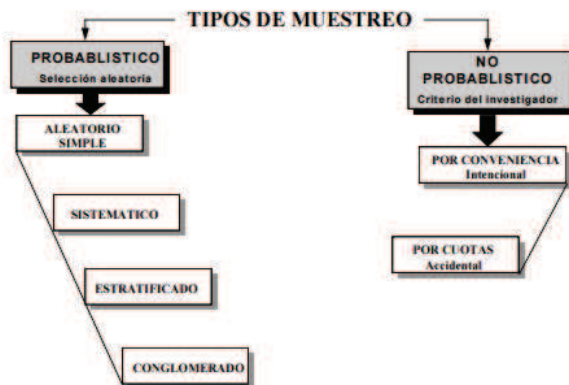 TIPOS DE MUESTREO
PROBABLISTICO
Selección aleatoria
ALEATORIO
SIMPLE
SISTEMATICO
ESTRATIFICADO
CONGLOMERADO
NO
PROBABLISTICO
Criterio del investigador
POR CONVENIENCIA
Intencional
POR CUOTAS
Accidental